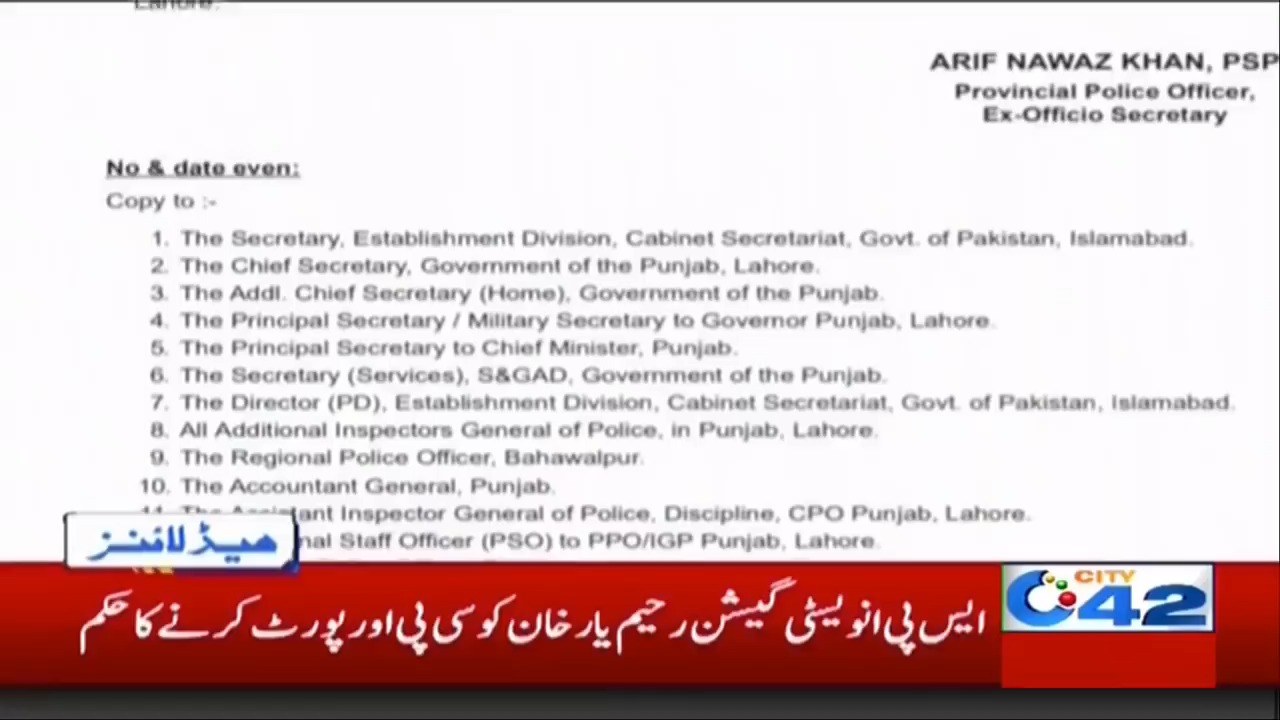 Lahore.
ARIF NAWAZ KHAN, PSP
Provincial Police Officer,
Ex-Officio Secretary
No & date even:
Copy to :-
1. The Secretary, Establishment Division, Cabinet Secretariat, Govt. of Pakistan, Islamabad.
2. The Chief Secretary, Government of the Punjab, Lahore.
3. The Addl. Chief Secretary (Home), Government of the Punjab.
4. The Principal Secretary / Military Secretary to Governor Punjab, Lahore.
5. The Principal Secretary to Chief Minister, Punjab.
6. The Secretary (Services), S&GAD, Government of the Punjab.
7. The Director (PD), Establishment Division, Cabinet Secretariat, Govt. of Pakistan, Islamabad.
8. All Additional Inspectors General of Police, in Punjab, Lahore.
9. The Regional Police Officer, Bahawalpur.
10. The Accountant General, Punjab.
11. The Assistant Inspector General of Police, Discipline, CPO Punjab, Lahore.
nal Staff Officer (PSO) to PPO/IGP Punjab, Lahore.
ہیڈلائنز
ایس پی انویسٹی گیشن رحیم یار خان کو سی پی او رپورٹ کرنے کا حکم
CITY
42